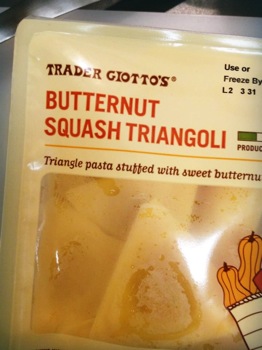 TRADER GIOTTO'S®
Use or
Freeze By
L2 3 31
BUTTERNUT
SQUASH TRIANGOLI
PRODUC
Triangle pasta stuffed with sweet butternu